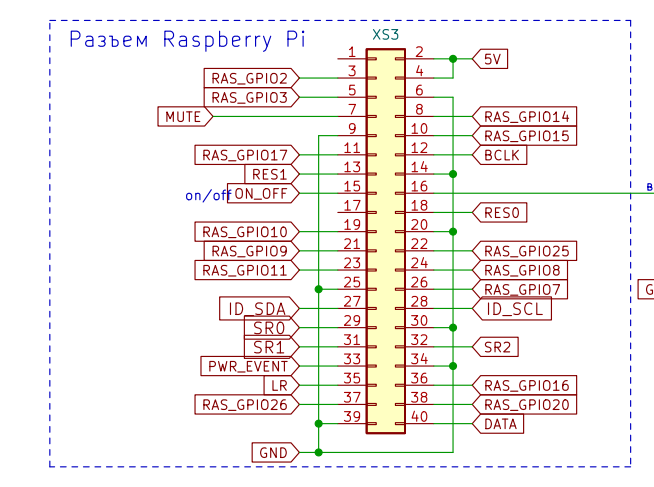 Разъем Raspberry Pi
XS3
1 2 5V
RAS_GPIO2 3 4
RAS_GPIO3 5 6
MUTE 7 8 RAS_GPIO14
9 10 RAS_GPIO15
RAS_GPIO17 11 12 BCLK
RES1 13 14
on/off ON_OFF 15 16 B
17 18 RES0
RAS_GPIO10 19 20
RAS_GPIO9 21 22 RAS_GPIO25
RAS_GPIO11 23 24 RAS_GPIO8
25 26 RAS_GPIO7 G
ID_SDA 27 28 ID_SCL
SR0 29 30
SR1 31 32 SR2
PWR_EVENT 33 34
LR 35 36 RAS_GPIO16
RAS_GPIO26 37 38 RAS_GPIO20
39 40 DATA
GND